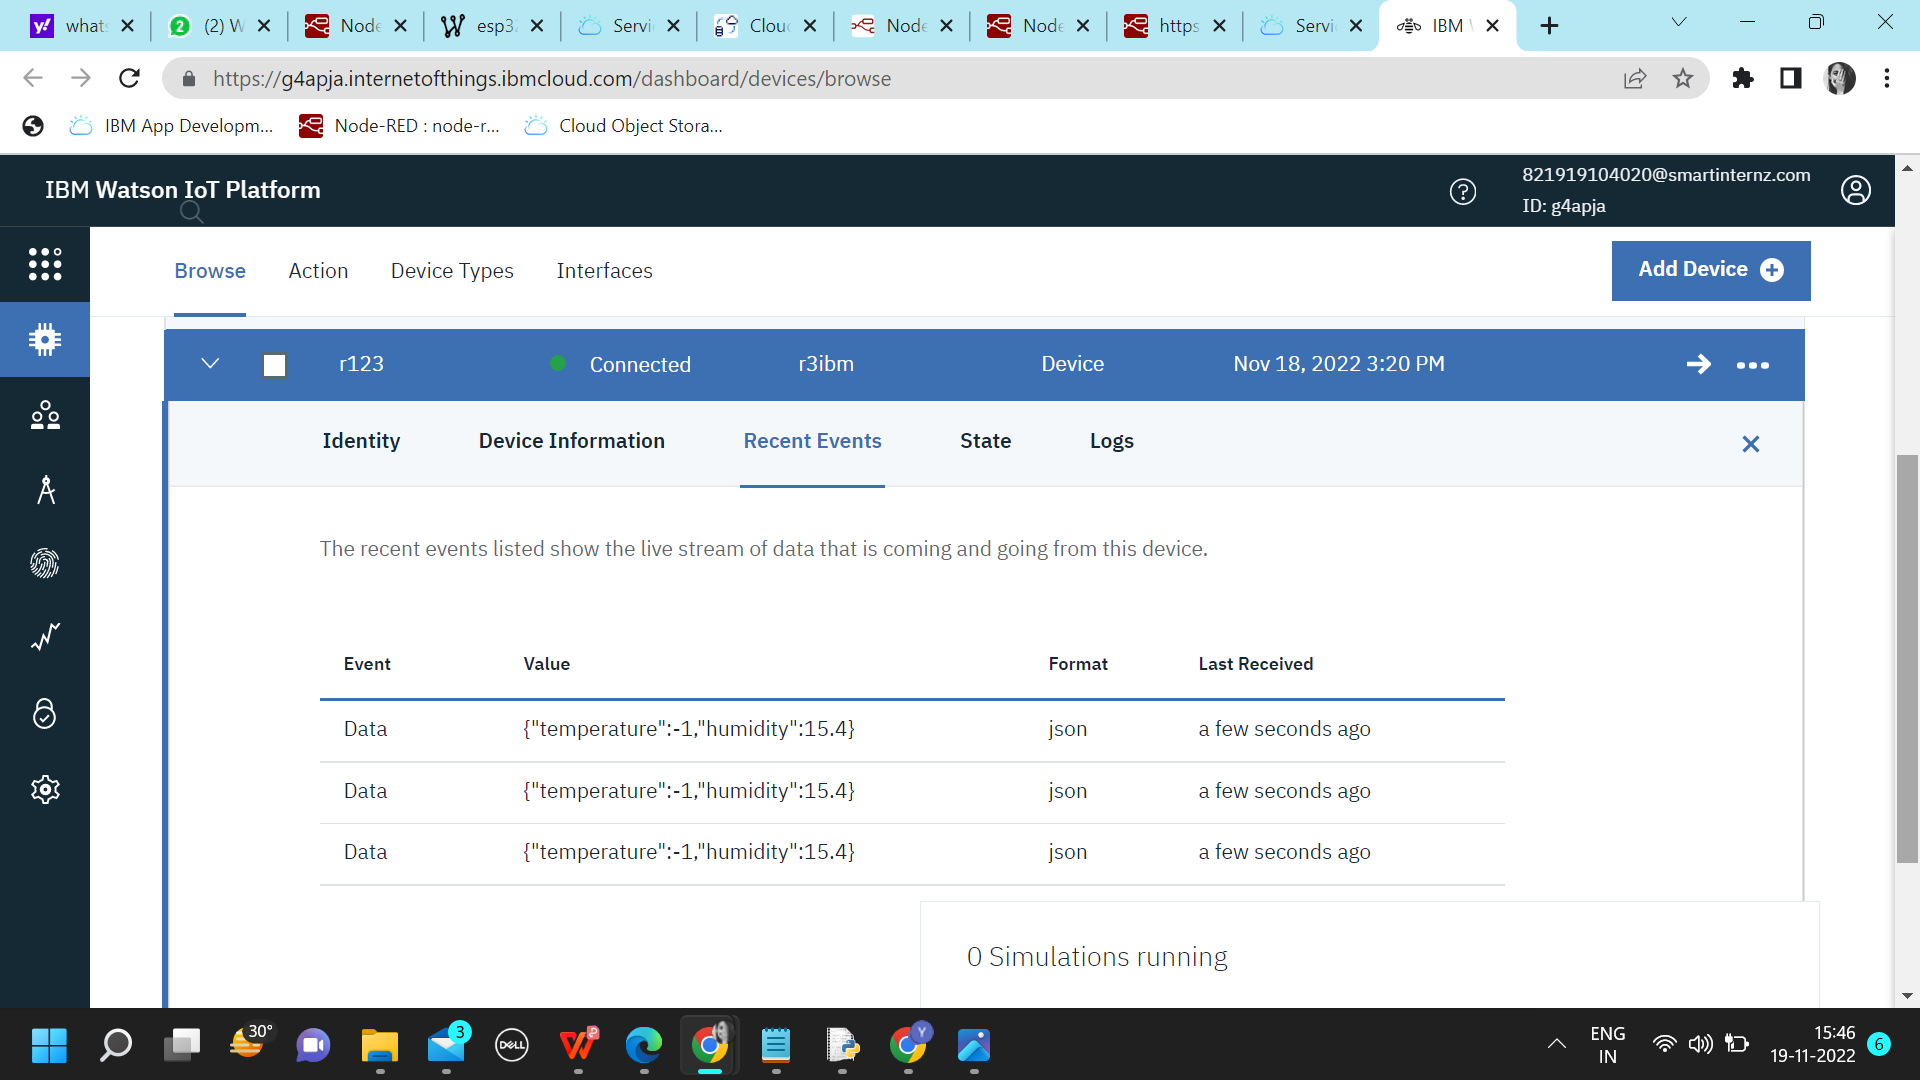 what
(2) W
Node
esp3
Servi
Clou
Node
Node
https
Servi
IBM
https://g4apja.internetofthings.ibmcloud.com/dashboard/devices/browse
IBM App Developm...
Node-RED : node-r...
Cloud Object Stora...
IBM Watson IoT Platform
821919104020@smartinternz.com
ID: g4apja
Browse
Action
Device Types
Interfaces
Add Device
r123
Connected
r3ibm
Device
Nov 18, 2022 3:20 PM
Identity
Device Information
Recent Events
State
Logs
The recent events listed show the live stream of data that is coming and going from this device.
Event Value Format Last Received
Data {"temperature":-1,"humidity":15.4} json a few seconds ago
Data {"temperature":-1,"humidity":15.4} json a few seconds ago
Data {"temperature":-1,"humidity":15.4} json a few seconds ago
0 Simulations running
30°
3
DELL
Y
ENG
IN
15:46
19-11-2022
6